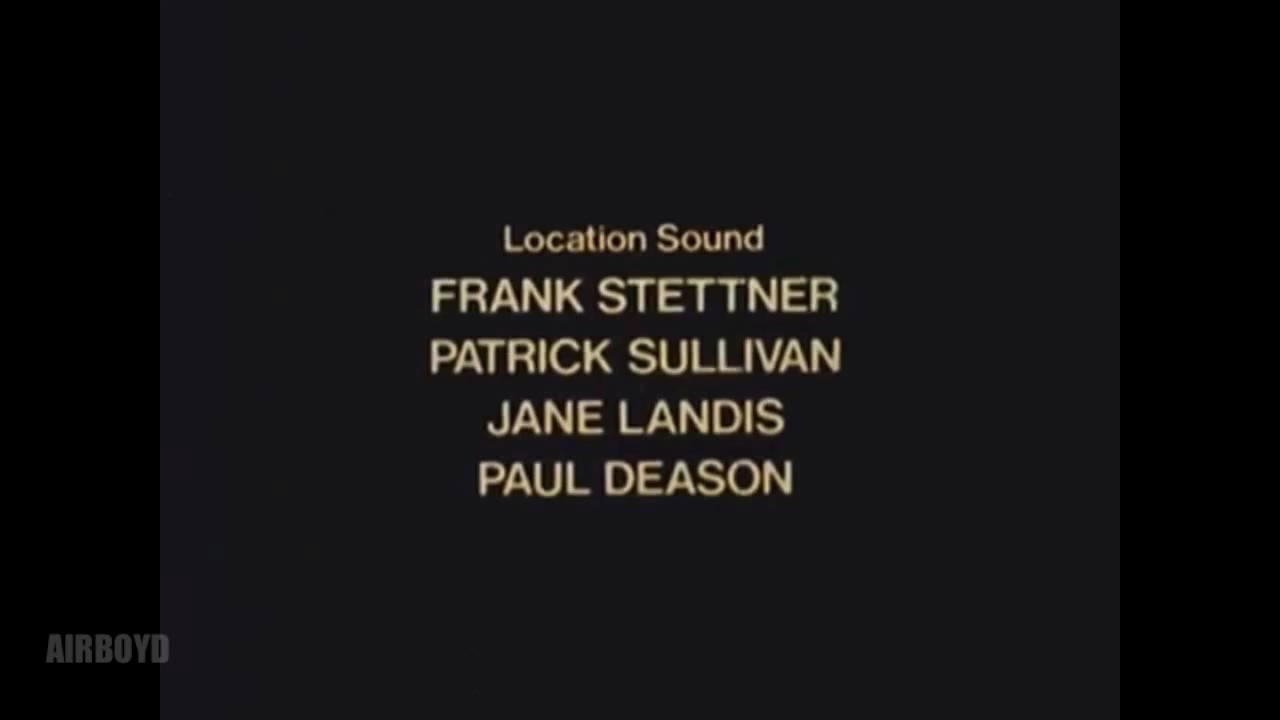 Location Sound
FRANK STETTNER
PATRICK SULLIVAN
JANE LANDIS
PAUL DEASON
AIRBOYD